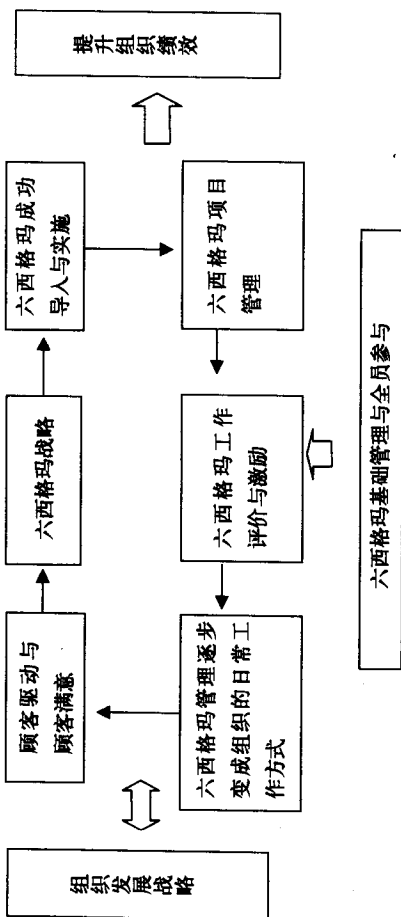 组织发展战略
顾客驱动与
顾客满意
六西格玛战略
六西格玛成功
导入与实施
提升组织绩效
六西格玛管理逐步
变成组织的日常工
作方式
六西格玛工作
评价与激励
六西格玛项目
管理
六西格玛基础管理与全员参与